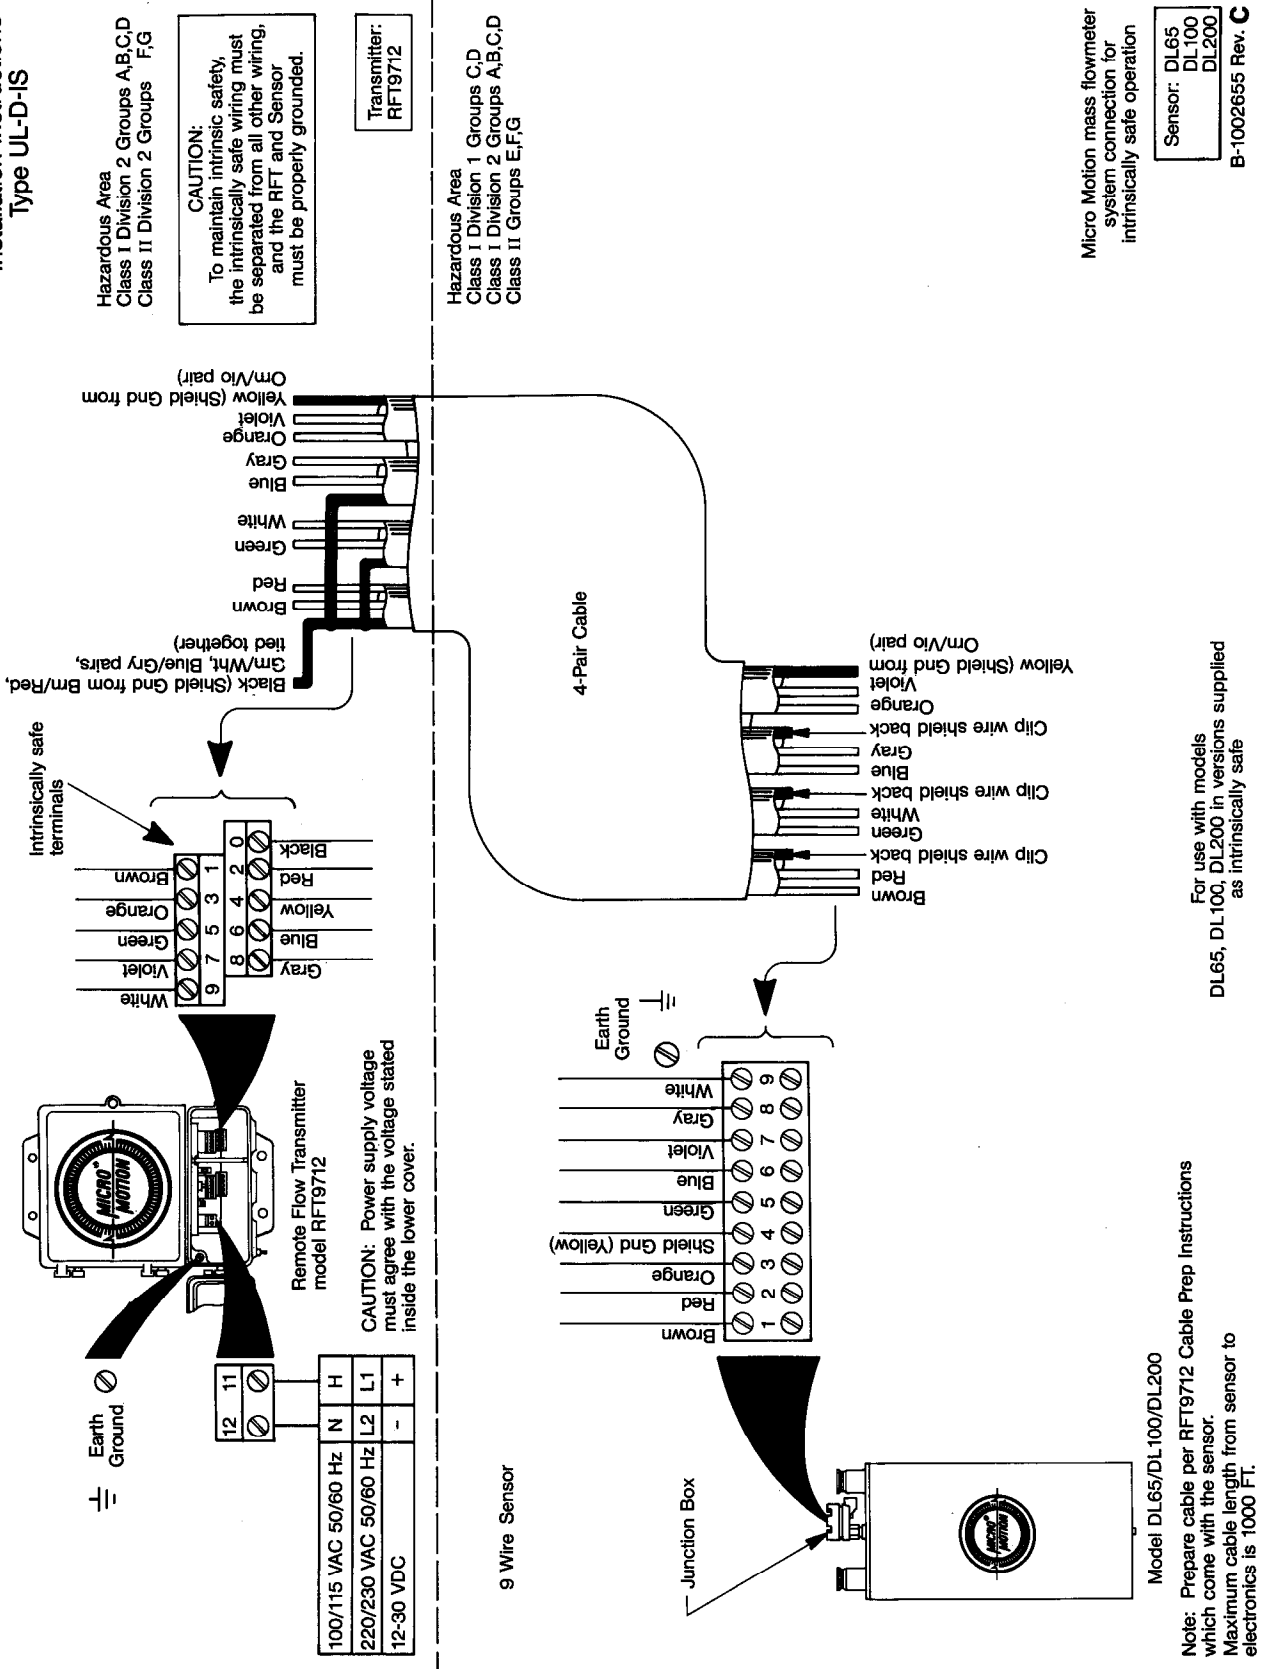 Type UL-D-IS
Hazardous Area
Class I Division 2 Groups A,B,C,D
Class II Division 2 Groups F,G
CAUTION:
To maintain intrinsic safety,
the intrinsically safe wiring must
be separated from all other wiring,
and the RFT and Sensor
must be properly grounded.
Transmitter:
RFT9712
Hazardous Area
Class I Division 1 Groups C,D
Class I Division 2 Groups A,B,C,D
Class II Groups E,F,G
Earth
Ground
MICRO®
MOTION
Remote Flow Transmitter
model RFT9712
CAUTION: Power supply voltage
must agree with the voltage stated
inside the lower cover.
12 11
100/115 VAC 50/60 Hz N H
220/230 VAC 50/60 Hz L2 L1
12-30 VDC - +
Intrinsically safe
terminals
White
Violet
Green
Orange
Brown
9 7 5 3 1
8 6 4 2 0
Gray
Blue
Yellow
Red
Black
Black (Shield Gnd from Brn/Red,
Grn/Wht, Blue/Gry pairs,
tied together)
Brown
Red
Green
White
Blue
Gray
Orange
Violet
Yellow (Shield Gnd from
Orn/Vio pair)
4-Pair Cable
Brown
Red
Clip wire shield back
Green
White
Clip wire shield back
Blue
Gray
Clip wire shield back
Orange
Violet
Yellow (Shield Gnd from
Orn/Vio pair)
9 Wire Sensor
Earth
Ground
Brown
Red
Orange
Shield Gnd (Yellow)
Green
Blue
Violet
Gray
White
1 2 3 4 5 6 7 8 9
Junction Box
MICRO®
MOTION
Model DL65/DL100/DL200
Note: Prepare cable per RFT9712 Cable Prep Instructions
which come with the sensor.
Maximum cable length from sensor to
electronics is 1000 FT.
For use with models
DL65, DL100, DL200 in versions supplied
as intrinsically safe
Micro Motion mass flowmeter
system connection for
intrinsically safe operation
Sensor: DL65
DL100
DL200
B-1002655 Rev. C